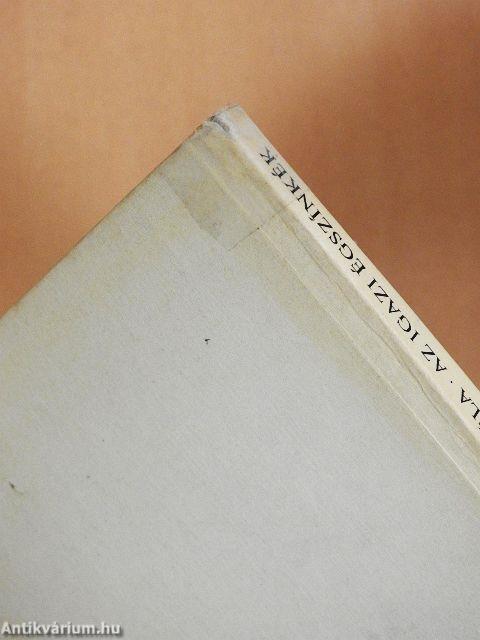 LA · AZ IGAZI ÉGSZÍNKÉK
Antikvárium.hu